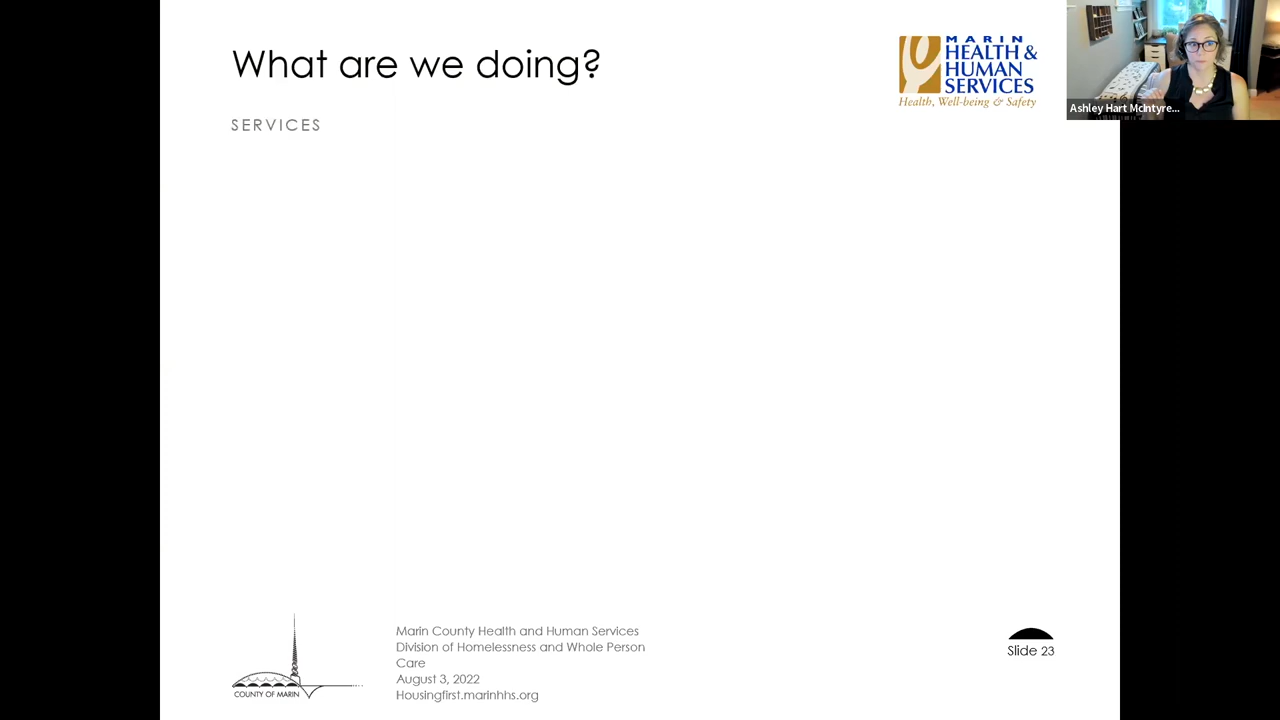 What are we doing?
SERVICES
MARIN
HEALTH &
HUMAN
SERVICES
Health, Well-being & Safety
Ashley Hart McIntyre...
COUNTY OF MARIN
Marin County Health and Human Services
Division of Homelessness and Whole Person
Care
August 3, 2022
Housingfirst.marinhhs.org
Slide 23